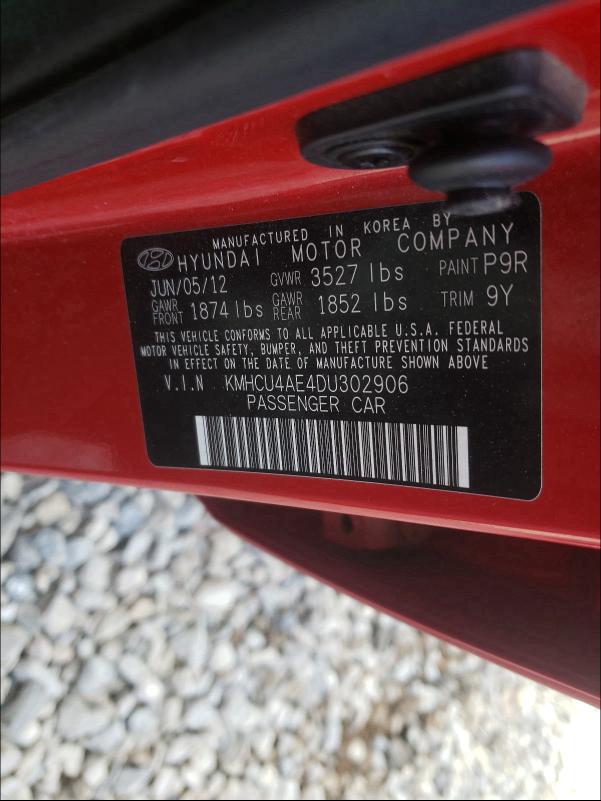 MANUFACTURED IN KOREA BY
HYUNDAI MOTOR COMPANY
JUN/05/12 GVWR 3527 lbs PAINT P9R
GAWR FRONT 1874 lbs GAWR REAR 1852 lbs TRIM 9Y
THIS VEHICLE CONFORMS TO ALL APPLICABLE U.S.A. FEDERAL
MOTOR VEHICLE SAFETY, BUMPER, AND THEFT PREVENTION STANDARDS
IN EFFECT ON THE DATE OF MANUFACTURE SHOWN ABOVE
V.I.N KMHCU4AE4DU302906
PASSENGER CAR